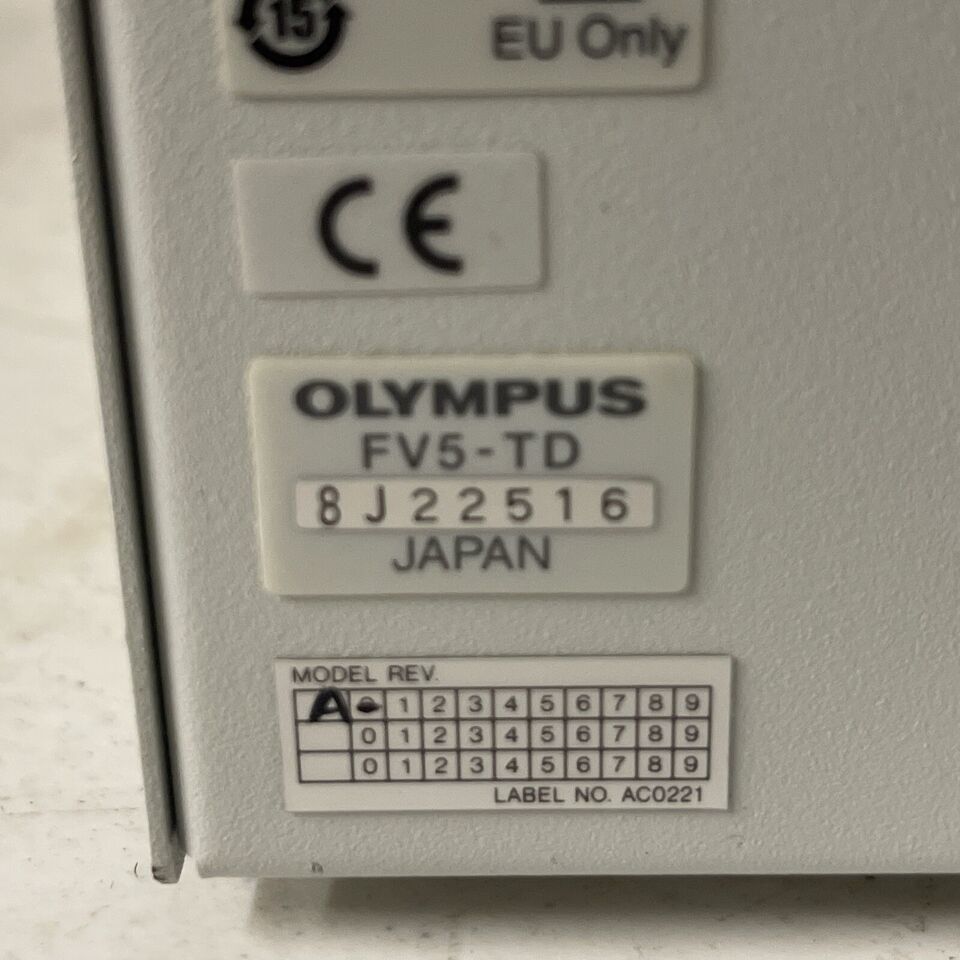 15
EU Only
CE
OLYMPUS
FV5-TD
8J22516
JAPAN
MODEL REV.
A 1 2 3 4 5 6 7 8 9
0 1 2 3 4 5 6 7 8 9
0 1 2 3 4 5 6 7 8 9
LABEL NO. AC0221